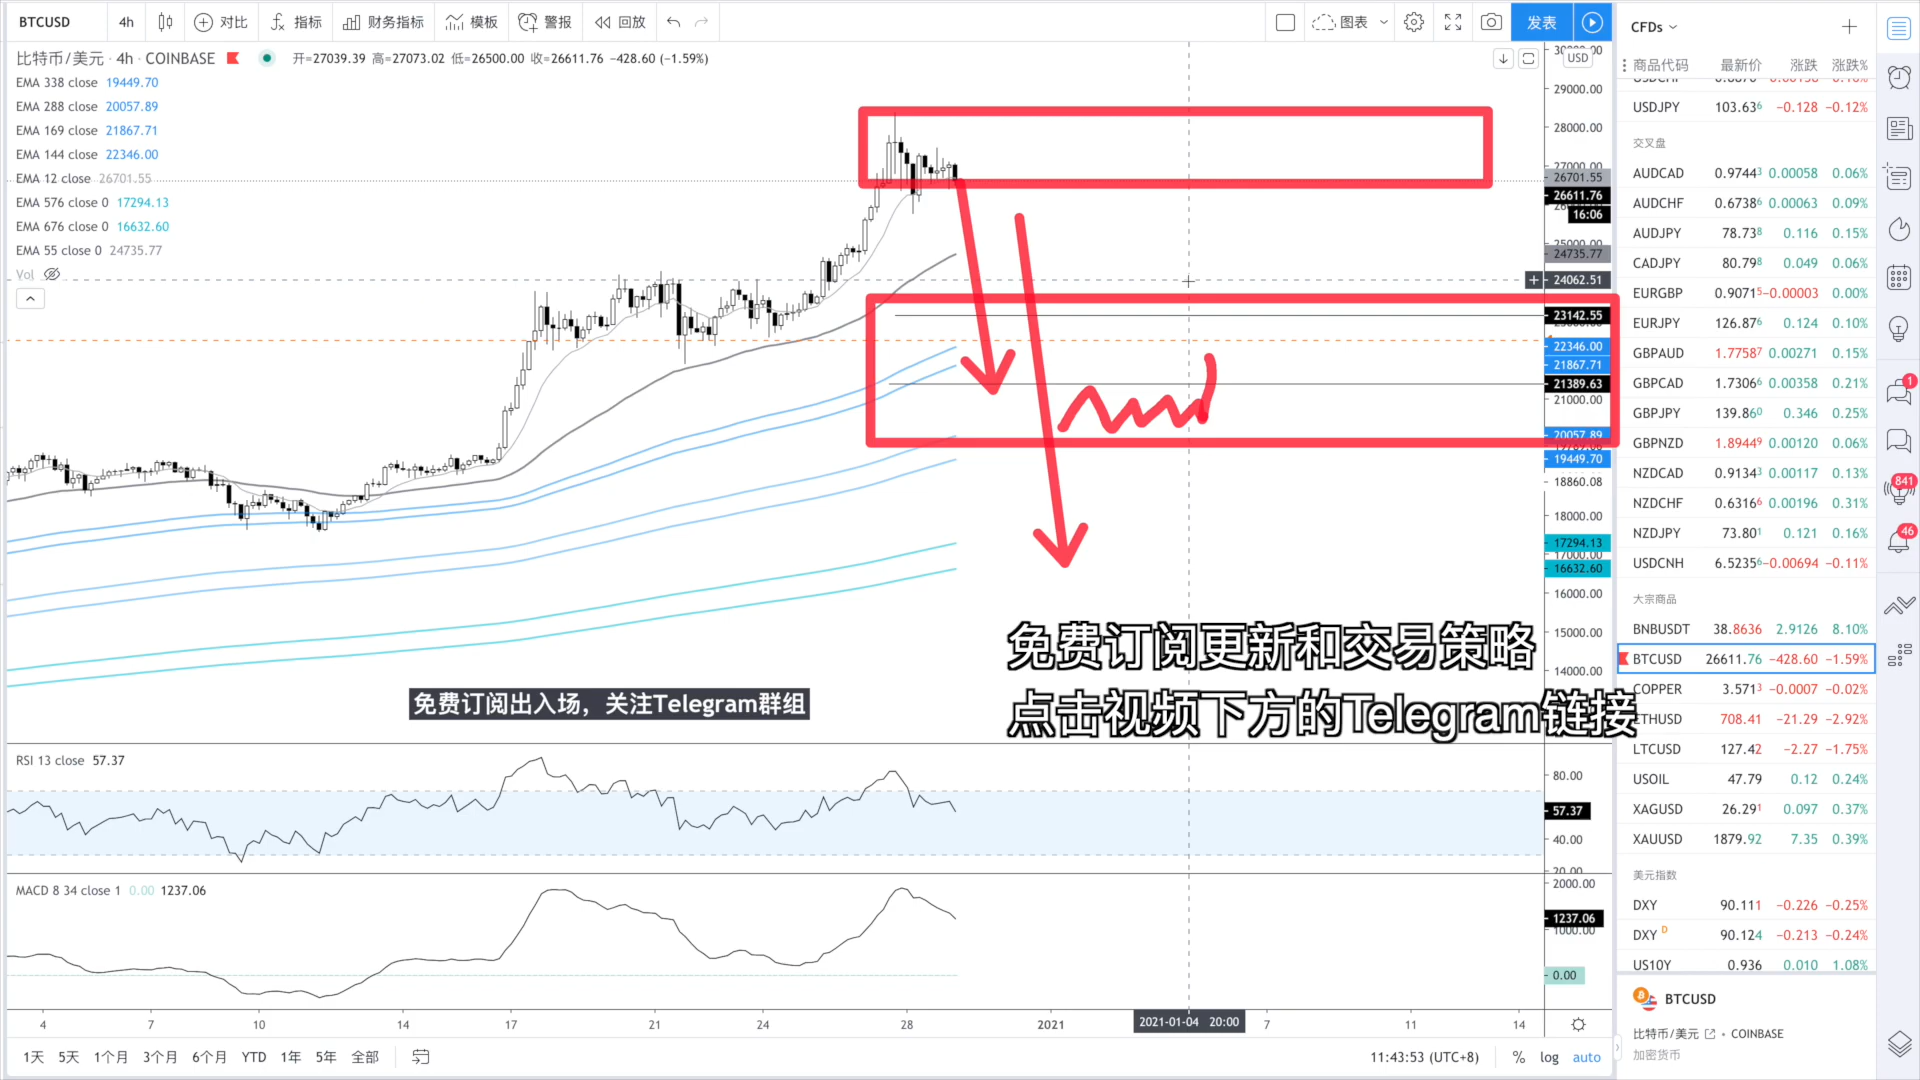 BTCUSD 4h 对比 指标 财务指标 模板 警报 回放 图表 发表
比特币/美元 · 4h · COINBASE 开=27039.39 高=27073.02 低=26500.00 收=26611.76 −428.60 (−1.59%)
EMA 338 close 19449.70
EMA 288 close 20057.89
EMA 169 close 21867.71
EMA 144 close 22346.00
EMA 12 close 26701.55
EMA 576 close 0 17294.13
EMA 676 close 0 16632.60
EMA 55 close 0 24735.77
Vol
USD
29000.00
28000.00
27000.00
26701.55
26611.76
16:06
25000.00
24735.77
24062.51
23142.55
22346.00
21867.71
21389.63
21000.00
20057.89
19449.70
18860.08
18000.00
17294.13
17000.00
16632.60
16000.00
15000.00
14000.00
免费订阅更新和交易策略
点击视频下方的Telegram链接
免费订阅出入场，关注Telegram群组
RSI 13 close 57.37
80.00
57.37
40.00
20.00
MACD 8 34 close 1 0.00 1237.06
2000.00
1237.06
1000.00
0.00
4 7 10 14 17 21 24 28 2021 2021-01-04 20:00 7 11 14
1天 5天 1个月 3个月 6个月 YTD 1年 5年 全部 11:43:53 (UTC+8) % log auto
CFDs
商品代码 最新价 涨跌 涨跌%
USDJPY 103.636 −0.128 −0.12%
交叉盘
AUDCAD 0.97443 0.00058 0.06%
AUDCHF 0.67386 0.00063 0.09%
AUDJPY 78.738 0.116 0.15%
CADJPY 80.798 0.049 0.06%
EURGBP 0.90715 −0.00003 0.00%
EURJPY 126.876 0.124 0.10%
GBPAUD 1.77587 0.00271 0.15%
GBPCAD 1.73066 0.00358 0.21%
GBPJPY 139.860 0.346 0.25%
GBPNZD 1.89449 0.00120 0.06%
NZDCAD 0.91343 0.00117 0.13%
NZDCHF 0.63166 0.00196 0.31%
NZDJPY 73.801 0.121 0.16%
USDCNH 6.52356 −0.00694 −0.11%
大宗商品
BNBUSDT 38.8636 2.9126 8.10%
BTCUSD 26611.76 −428.60 −1.59%
COPPER 3.5713 −0.0007 −0.02%
ETHUSD 708.41 −21.29 −2.92%
LTCUSD 127.42 −2.27 −1.75%
USOIL 47.79 0.12 0.24%
XAGUSD 26.291 0.097 0.37%
XAUUSD 1879.92 7.35 0.39%
美元指数
DXY 90.111 −0.226 −0.25%
DXY D 90.124 −0.213 −0.24%
US10Y 0.936 0.010 1.08%
BTCUSD
比特币/美元 · COINBASE
加密货币
1
841
46